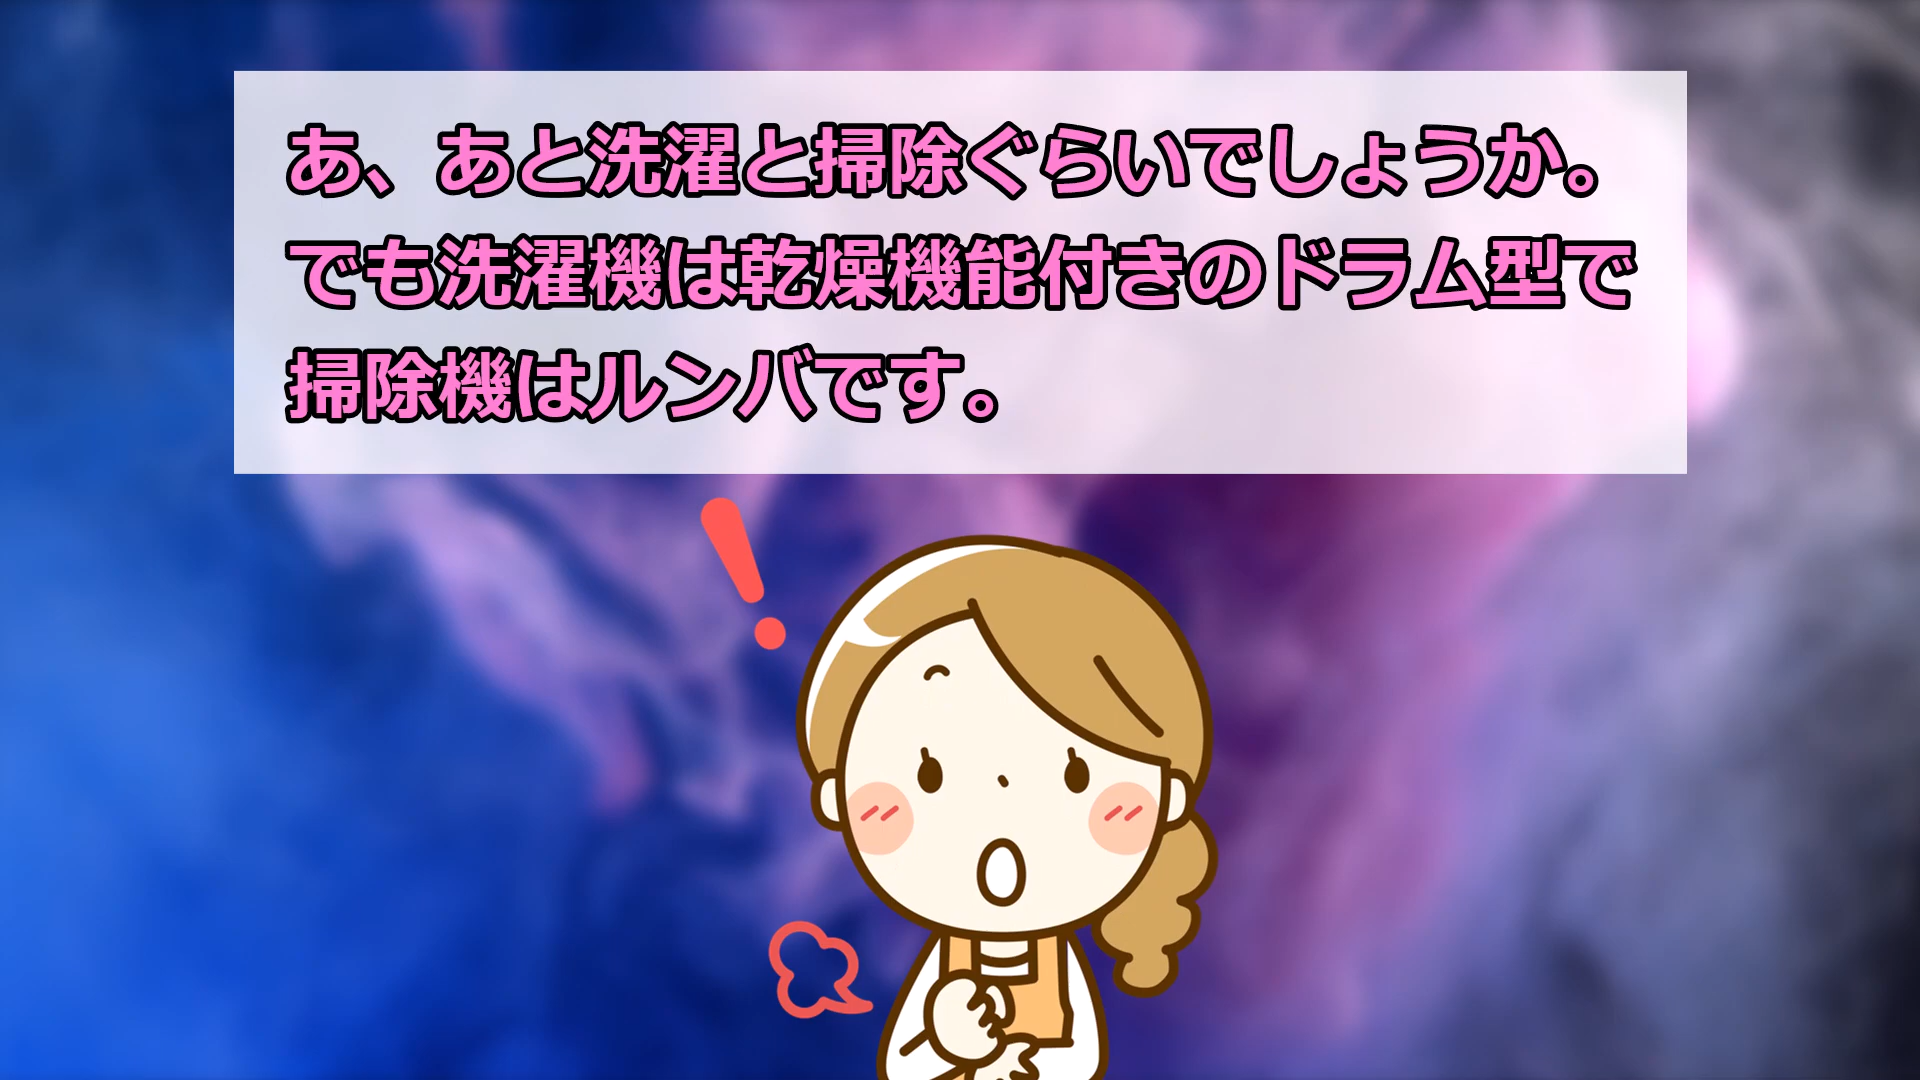 あ、あと洗濯と掃除ぐらいでしょうか。
でも洗濯機は乾燥機能付きのドラム型で
掃除機はルンバです。